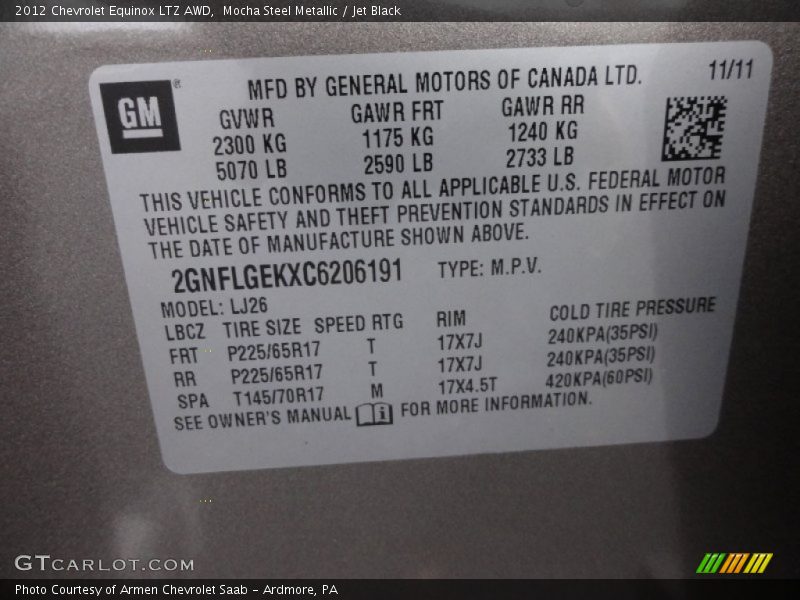 2012 Chevrolet Equinox LTZ AWD,  Mocha Steel Metallic / Jet Black
GM ®
MFD BY GENERAL MOTORS OF CANADA LTD. 11/11
GVWR GAWR FRT GAWR RR
2300 KG 1175 KG 1240 KG
5070 LB 2590 LB 2733 LB
THIS VEHICLE CONFORMS TO ALL APPLICABLE U.S. FEDERAL MOTOR
VEHICLE SAFETY AND THEFT PREVENTION STANDARDS IN EFFECT ON
THE DATE OF MANUFACTURE SHOWN ABOVE.
2GNFLGEKXC6206191 TYPE: M.P.V.
MODEL: LJ26
LBCZ TIRE SIZE SPEED RTG RIM COLD TIRE PRESSURE
FRT P225/65R17 T 17X7J 240KPA(35PSI)
RR P225/65R17 T 17X7J 240KPA(35PSI)
SPA T145/70R17 M 17X4.5T 420KPA(60PSI)
SEE OWNER'S MANUAL i FOR MORE INFORMATION.
GTCARLOT.COM
Photo Courtesy of Armen Chevrolet Saab - Ardmore, PA